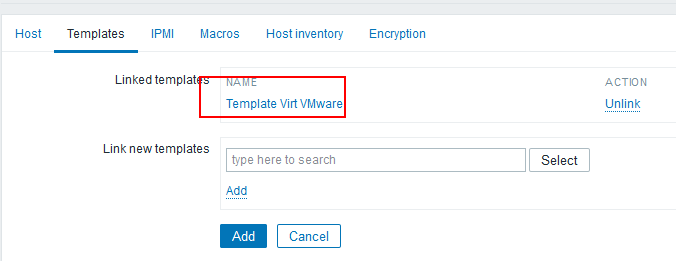 Host Templates IPMI Macros Host inventory Encryption
Linked templates NAME ACTION
Template Virt VMware Unlink
Link new templates
type here to search Select
Add
Add Cancel